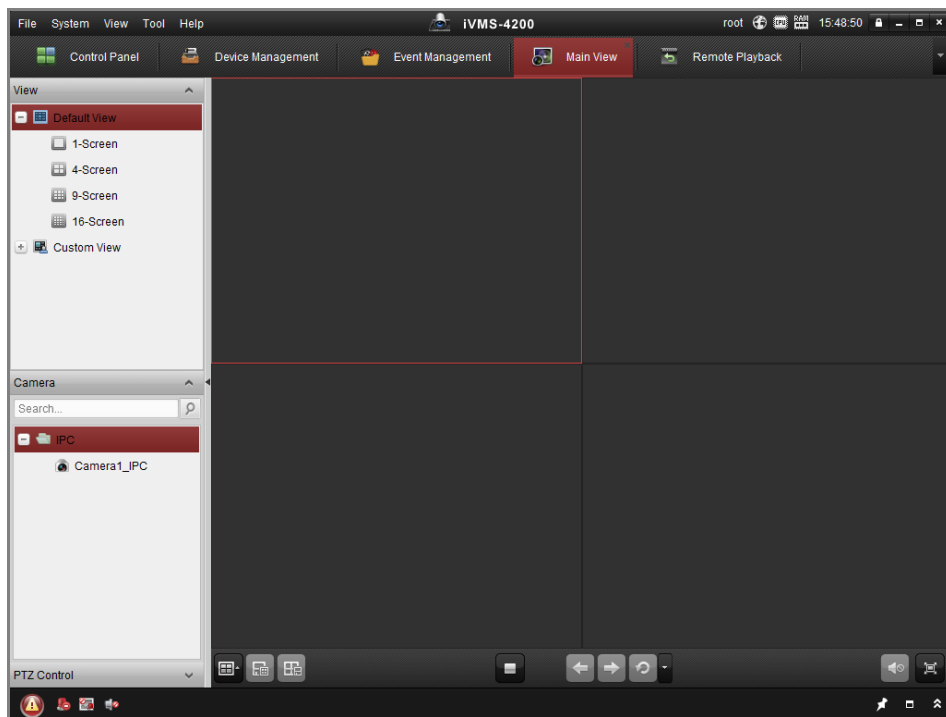 File System View Tool Help iVMS-4200 root CPU RAM 15:48:50
Control Panel Device Management Event Management Main View Remote Playback
View
Default View
1-Screen
4-Screen
9-Screen
16-Screen
Custom View
Camera
Search...
IPC
Camera1_IPC
PTZ Control